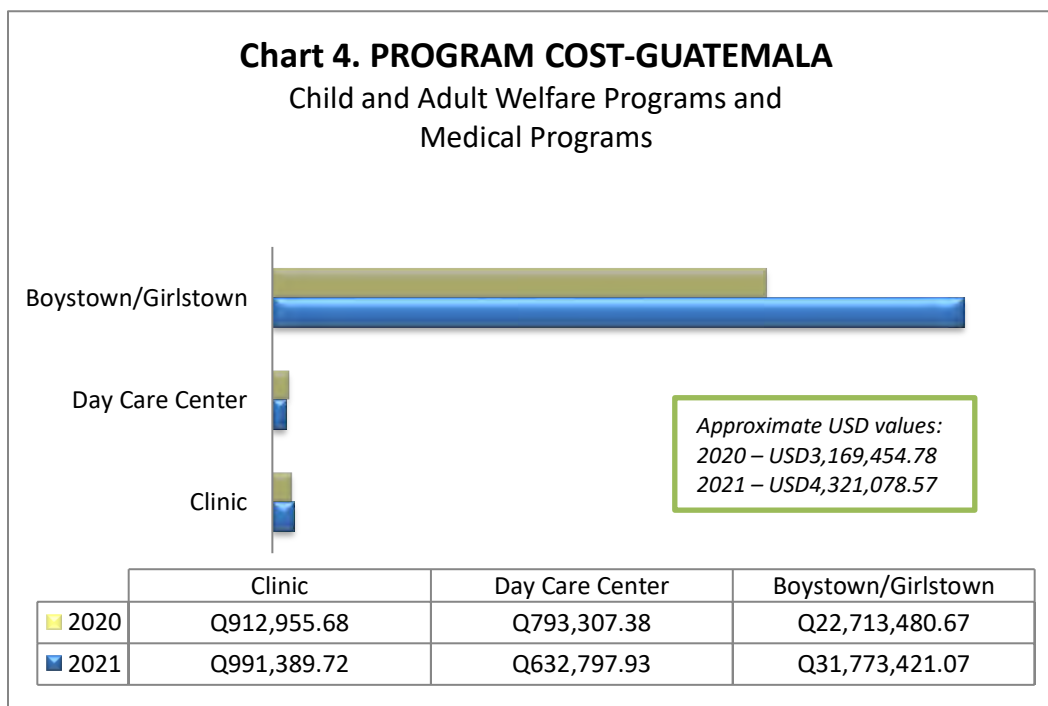 Chart 4. PROGRAM COST-GUATEMALA
Child and Adult Welfare Programs and
Medical Programs
Boystown/Girlstown
Day Care Center
Clinic
Approximate USD values:
2020 – USD3,169,454.78
2021 – USD4,321,078.57
Clinic Day Care Center Boystown/Girlstown
2020 Q912,955.68 Q793,307.38 Q22,713,480.67
2021 Q991,389.72 Q632,797.93 Q31,773,421.07